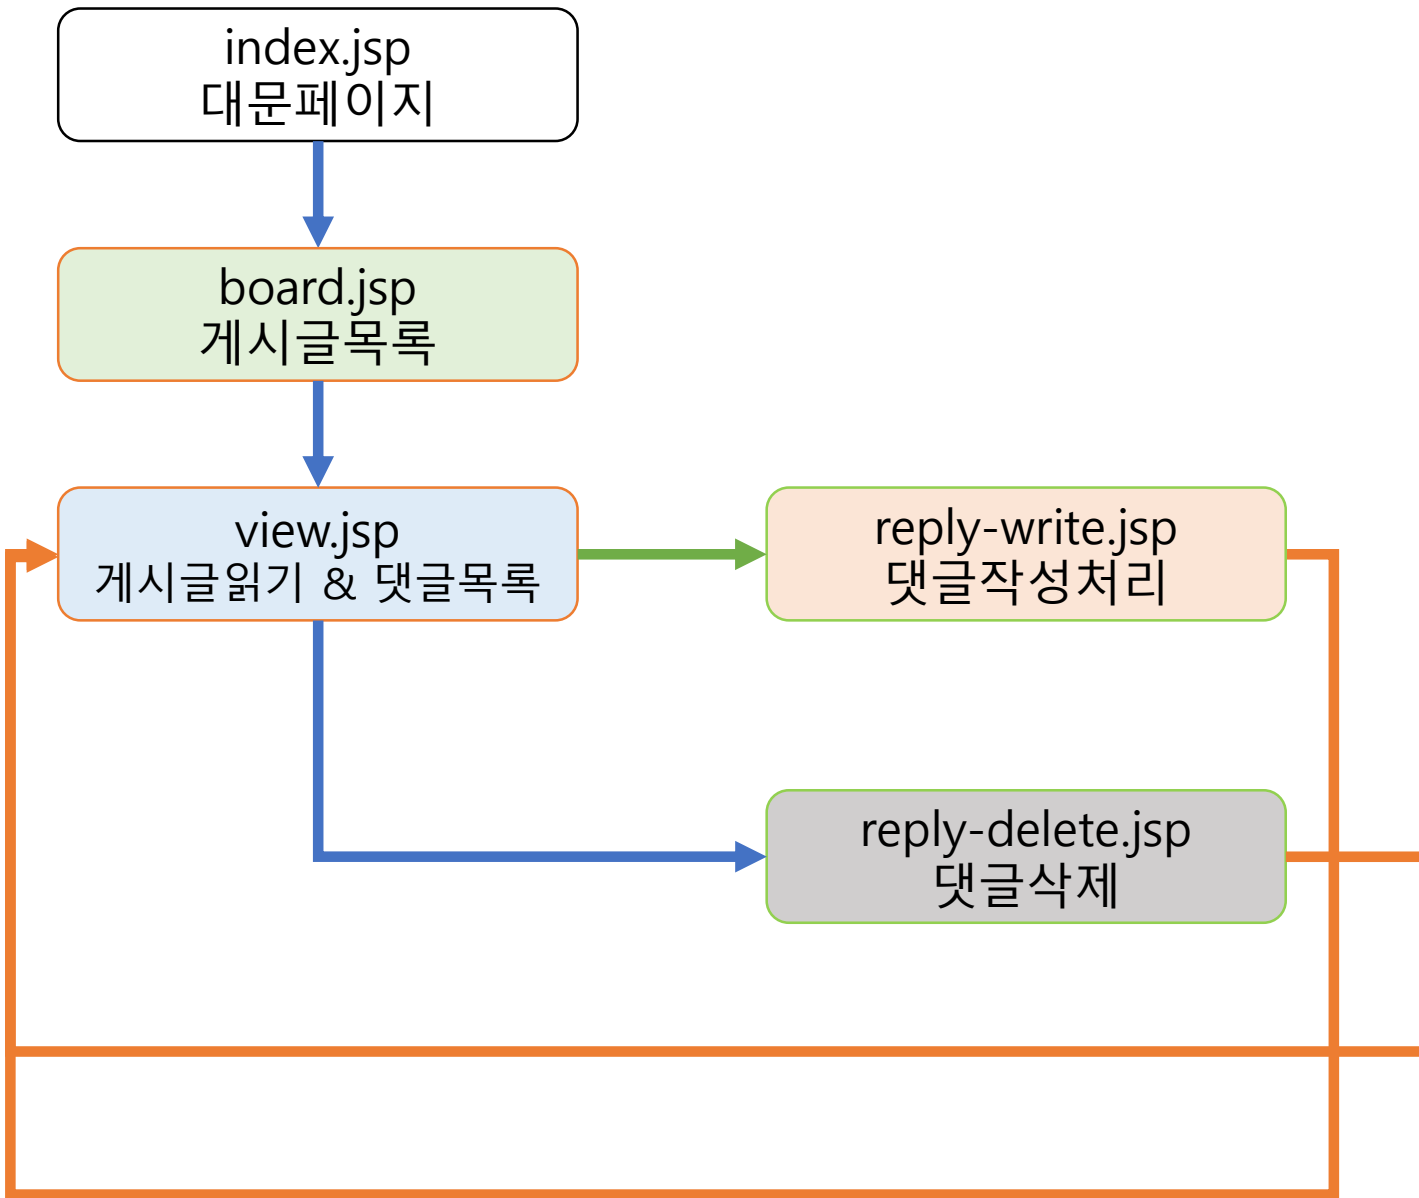 index.jsp
대문페이지
board.jsp
게시글목록
view.jsp
게시글읽기 & 댓글목록
reply-write.jsp
댓글작성처리
reply-delete.jsp
댓글삭제